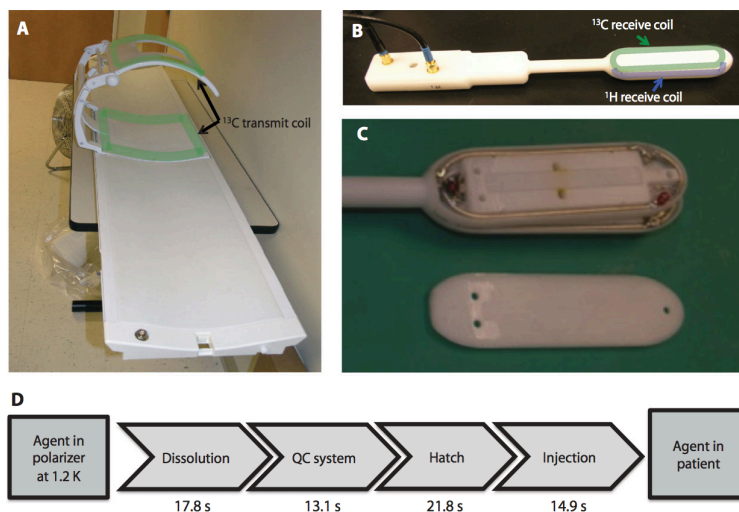 A
¹³C transmit coil
B
¹³C receive coil
¹H receive coil
C
D
Agent in
polarizer
at 1.2 K
Dissolution
QC system
Hatch
Injection
Agent in
patient
17.8 s
13.1 s
21.8 s
14.9 s